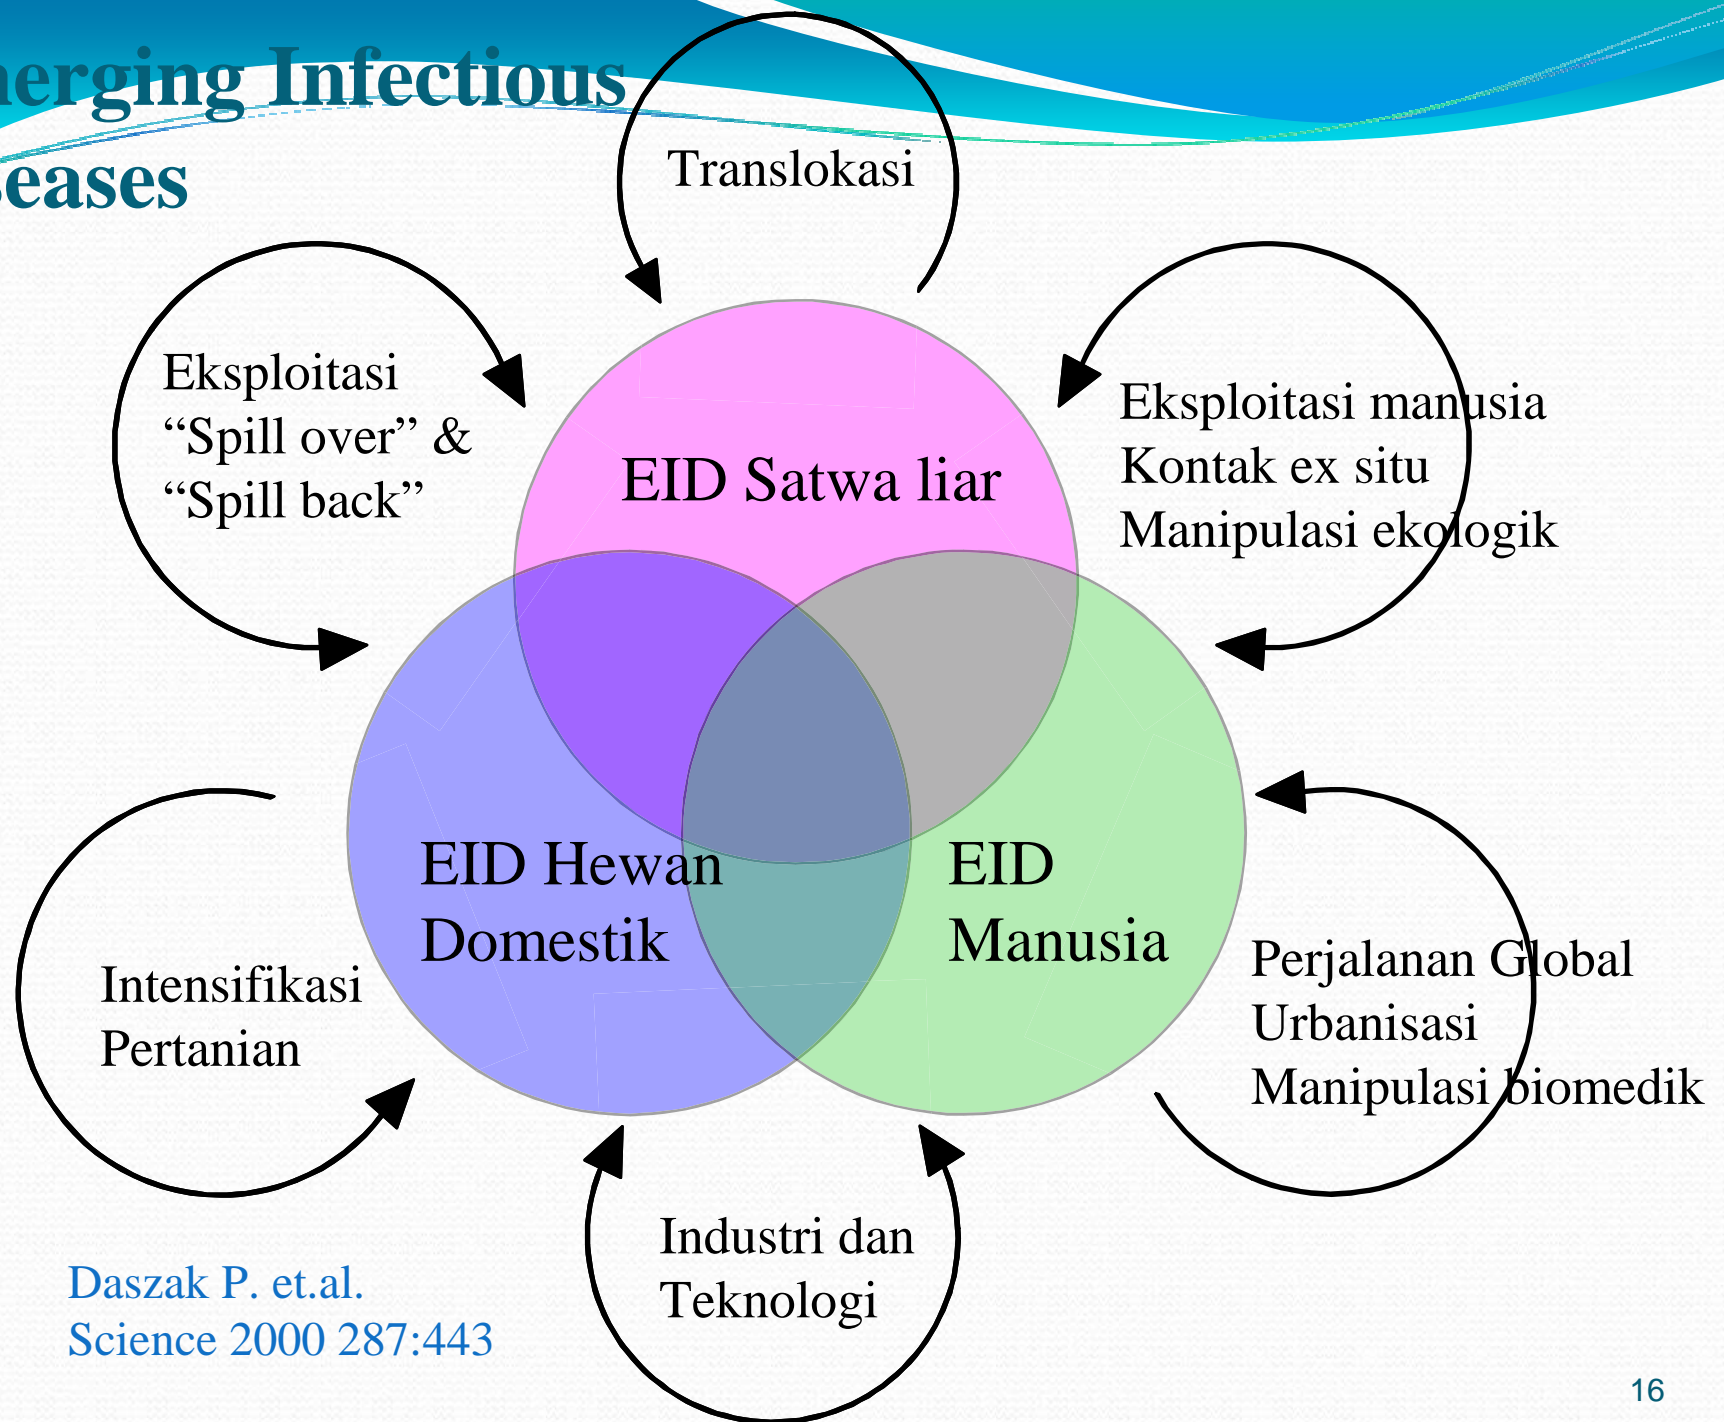 nerging Infectious
seases
Translokasi
Eksploitasi
“Spill over” &
“Spill back”
Eksploitasi manusia
Kontak ex situ
Manipulasi ekologik
EID Satwa liar
EID Hewan
Domestik
EID
Manusia
Intensifikasi
Pertanian
Perjalanan Global
Urbanisasi
Manipulasi biomedik
Industri dan
Teknologi
Daszak P. et.al.
Science 2000 287:443
16